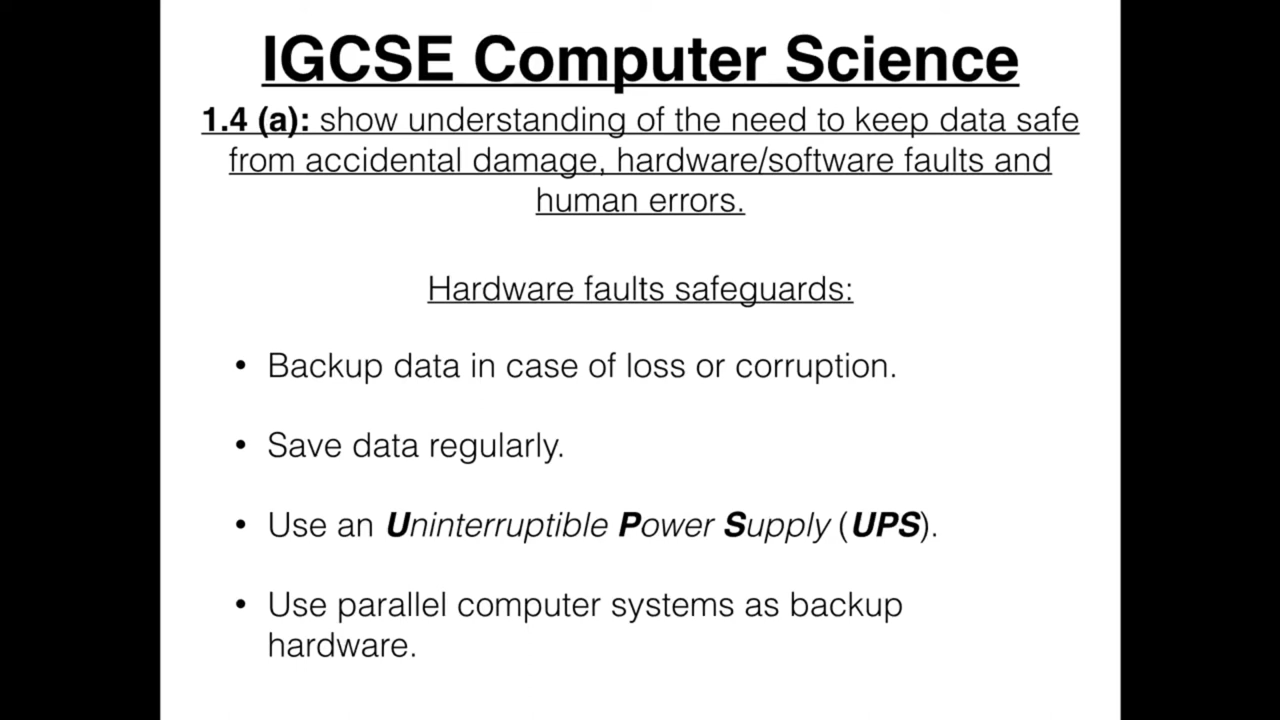 IGCSE Computer Science
1.4 (a): show understanding of the need to keep data safe
from accidental damage, hardware/software faults and
human errors.
Hardware faults safeguards:
• Backup data in case of loss or corruption.
• Save data regularly.
• Use an Uninterruptible Power Supply (UPS).
• Use parallel computer systems as backup
hardware.